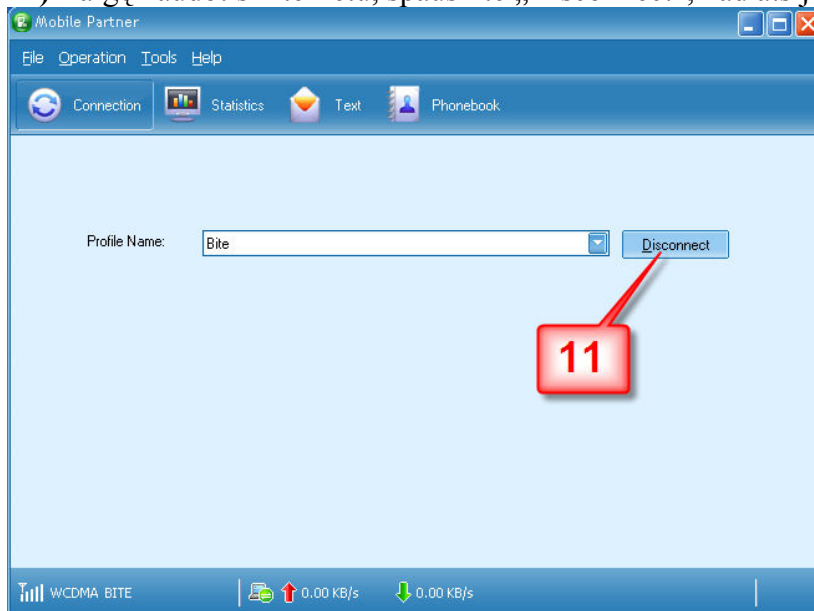 Mobile Partner
File Operation Tools Help
Connection Statistics Text Phonebook
Profile Name: Bite Disconnect
11
WCDMA BITE 0.00 KB/s 0.00 KB/s